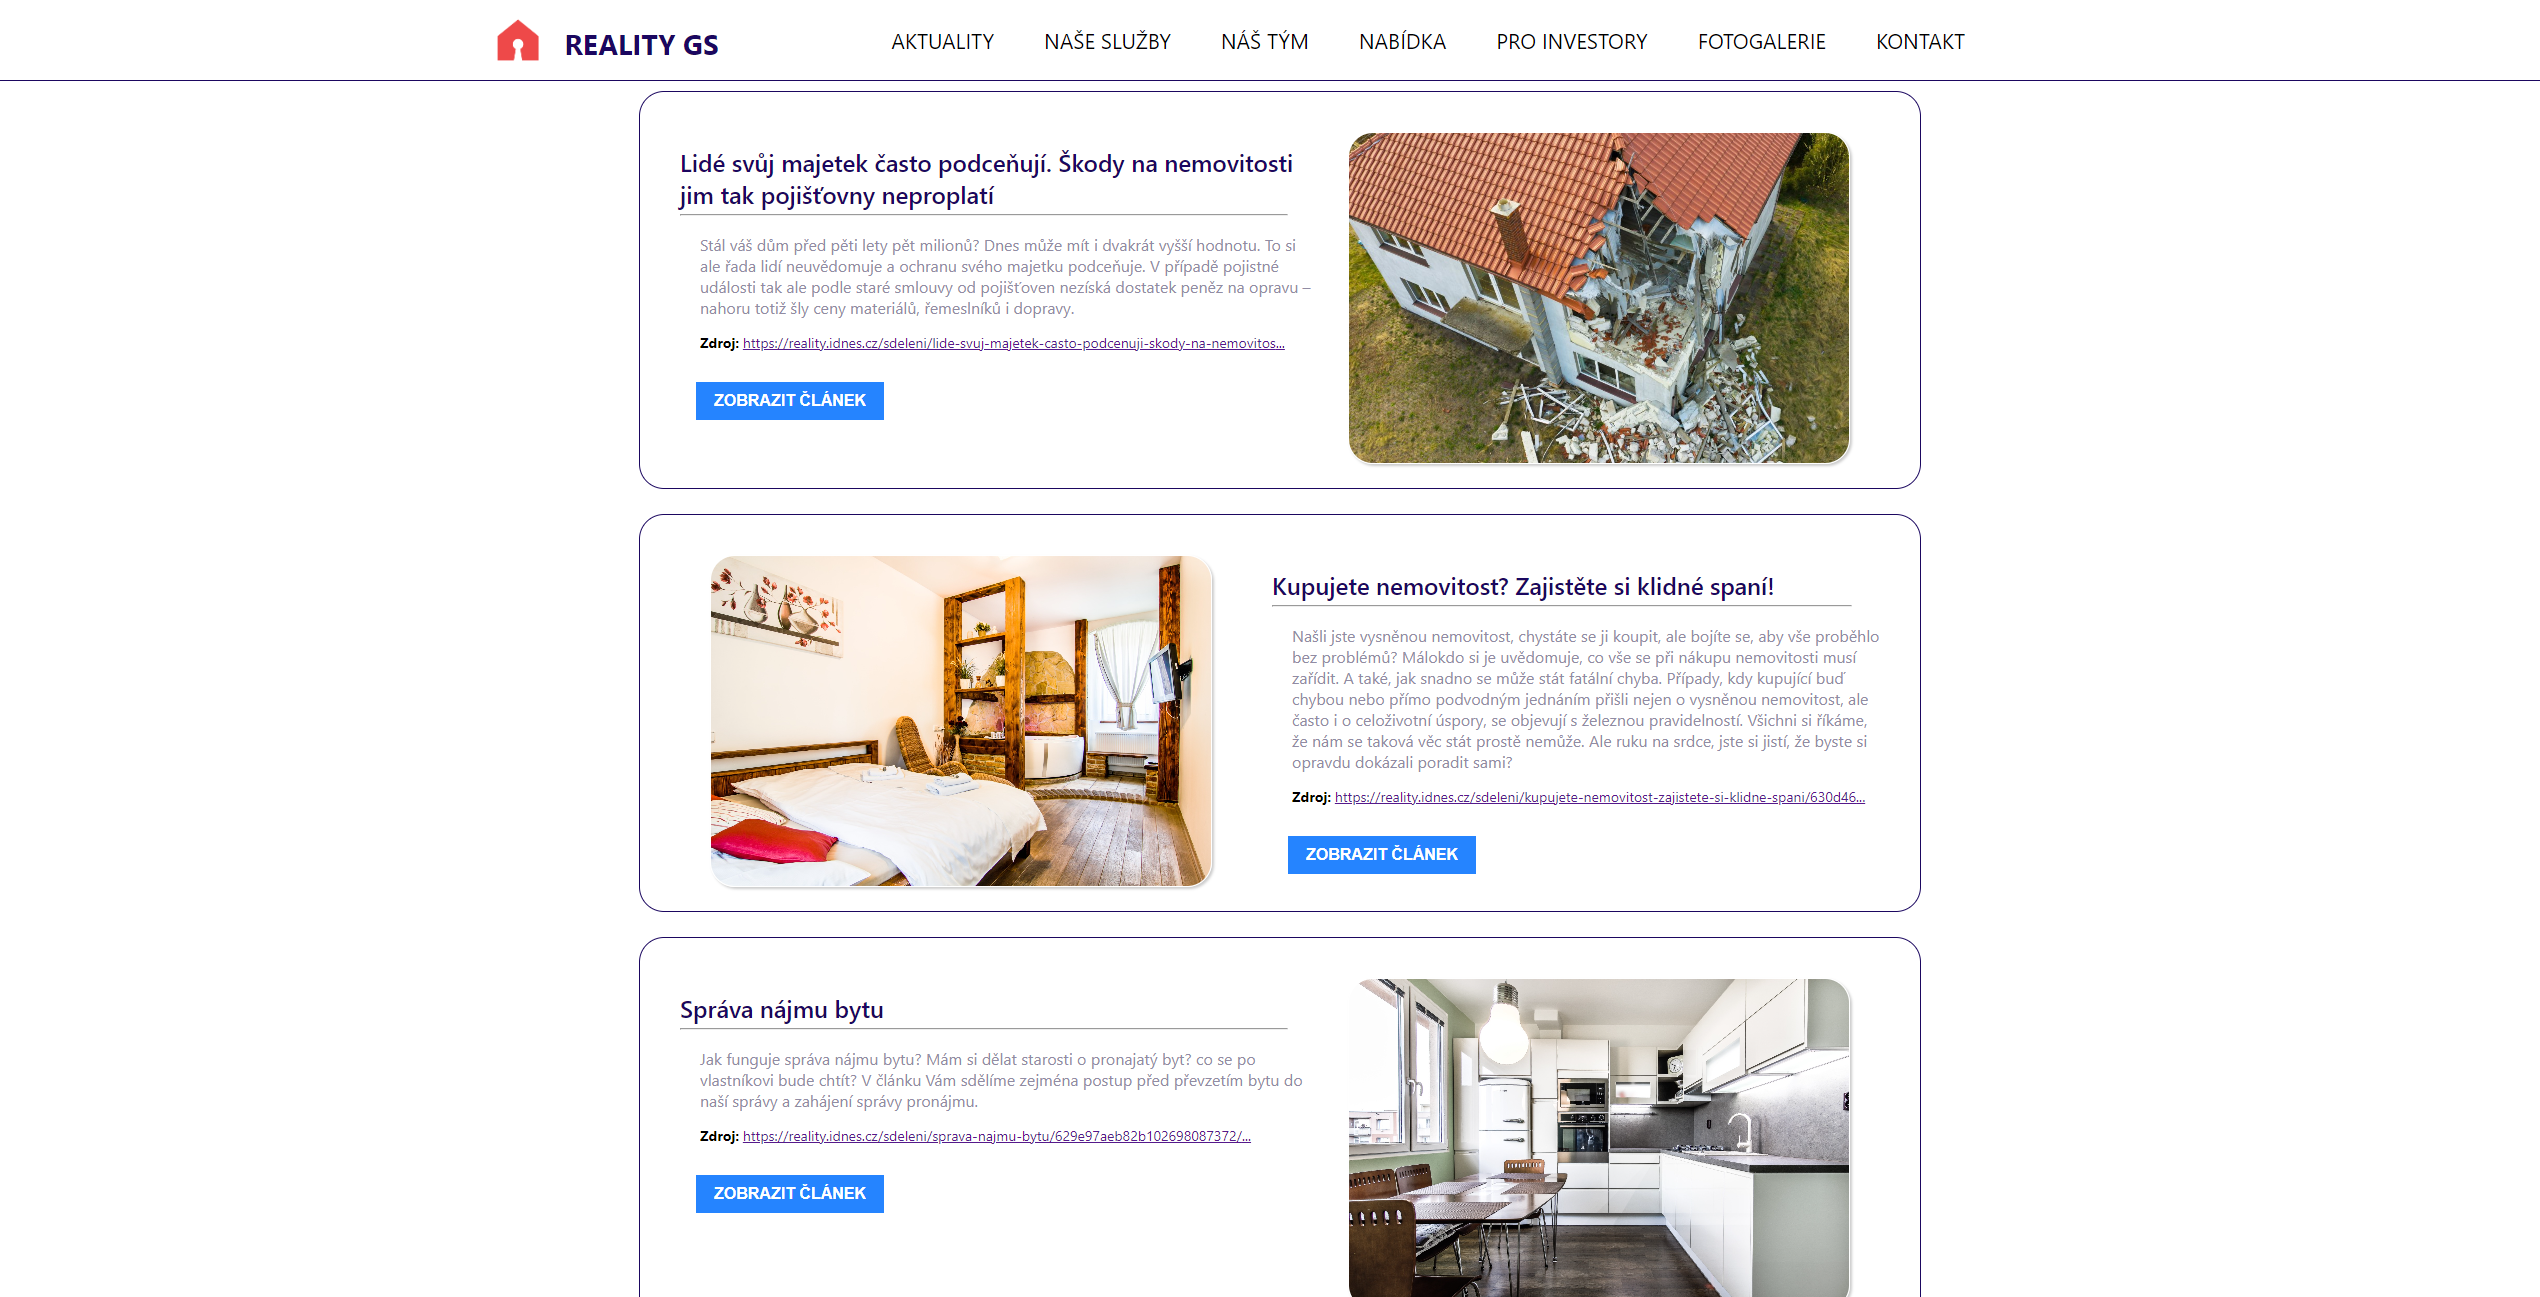 REALITY GS
AKTUALITY NAŠE SLUŽBY NÁŠ TÝM NABÍDKA PRO INVESTORY FOTOGALERIE KONTAKT
Lidé svůj majetek často podceňují. Škody na nemovitosti
jim tak pojišťovny neproplatí
Stál váš dům před pěti lety pět milionů? Dnes může mít i dvakrát vyšší hodnotu. To si
ale řada lidí neuvědomuje a ochranu svého majetku podceňuje. V případě pojistné
události tak ale podle staré smlouvy od pojišťoven nezíská dostatek peněz na opravu –
nahoru totiž šly ceny materiálů, řemeslníků i dopravy.
Zdroj: https://reality.idnes.cz/sdeleni/lide-svuj-majetek-casto-podcenuji-skody-na-nemovitos...
ZOBRAZIT ČLÁNEK
Kupujete nemovitost? Zajistěte si klidné spaní!
Našli jste vysněnou nemovitost, chystáte se ji koupit, ale bojíte se, aby vše proběhlo
bez problémů? Málokdo si je uvědomuje, co vše se při nákupu nemovitosti musí
zařídit. A také, jak snadno se může stát fatální chyba. Případy, kdy kupující buď
chybou nebo přímo podvodným jednáním přišli nejen o vysněnou nemovitost, ale
často i o celoživotní úspory, se objevují s železnou pravidelností. Všichni si říkáme,
že nám se taková věc stát prostě nemůže. Ale ruku na srdce, jste si jistí, že byste si
opravdu dokázali poradit sami?
Zdroj: https://reality.idnes.cz/sdeleni/kupujete-nemovitost-zajistete-si-klidne-spani/630d46...
ZOBRAZIT ČLÁNEK
Správa nájmu bytu
Jak funguje správa nájmu bytu? Mám si dělat starosti o pronajatý byt? co se po
vlastníkovi bude chtít? V článku Vám sdělíme zejména postup před převzetím bytu do
naší správy a zahájení správy pronájmu.
Zdroj: https://reality.idnes.cz/sdeleni/sprava-najmu-bytu/629e97aeb82b102698087372/...
ZOBRAZIT ČLÁNEK